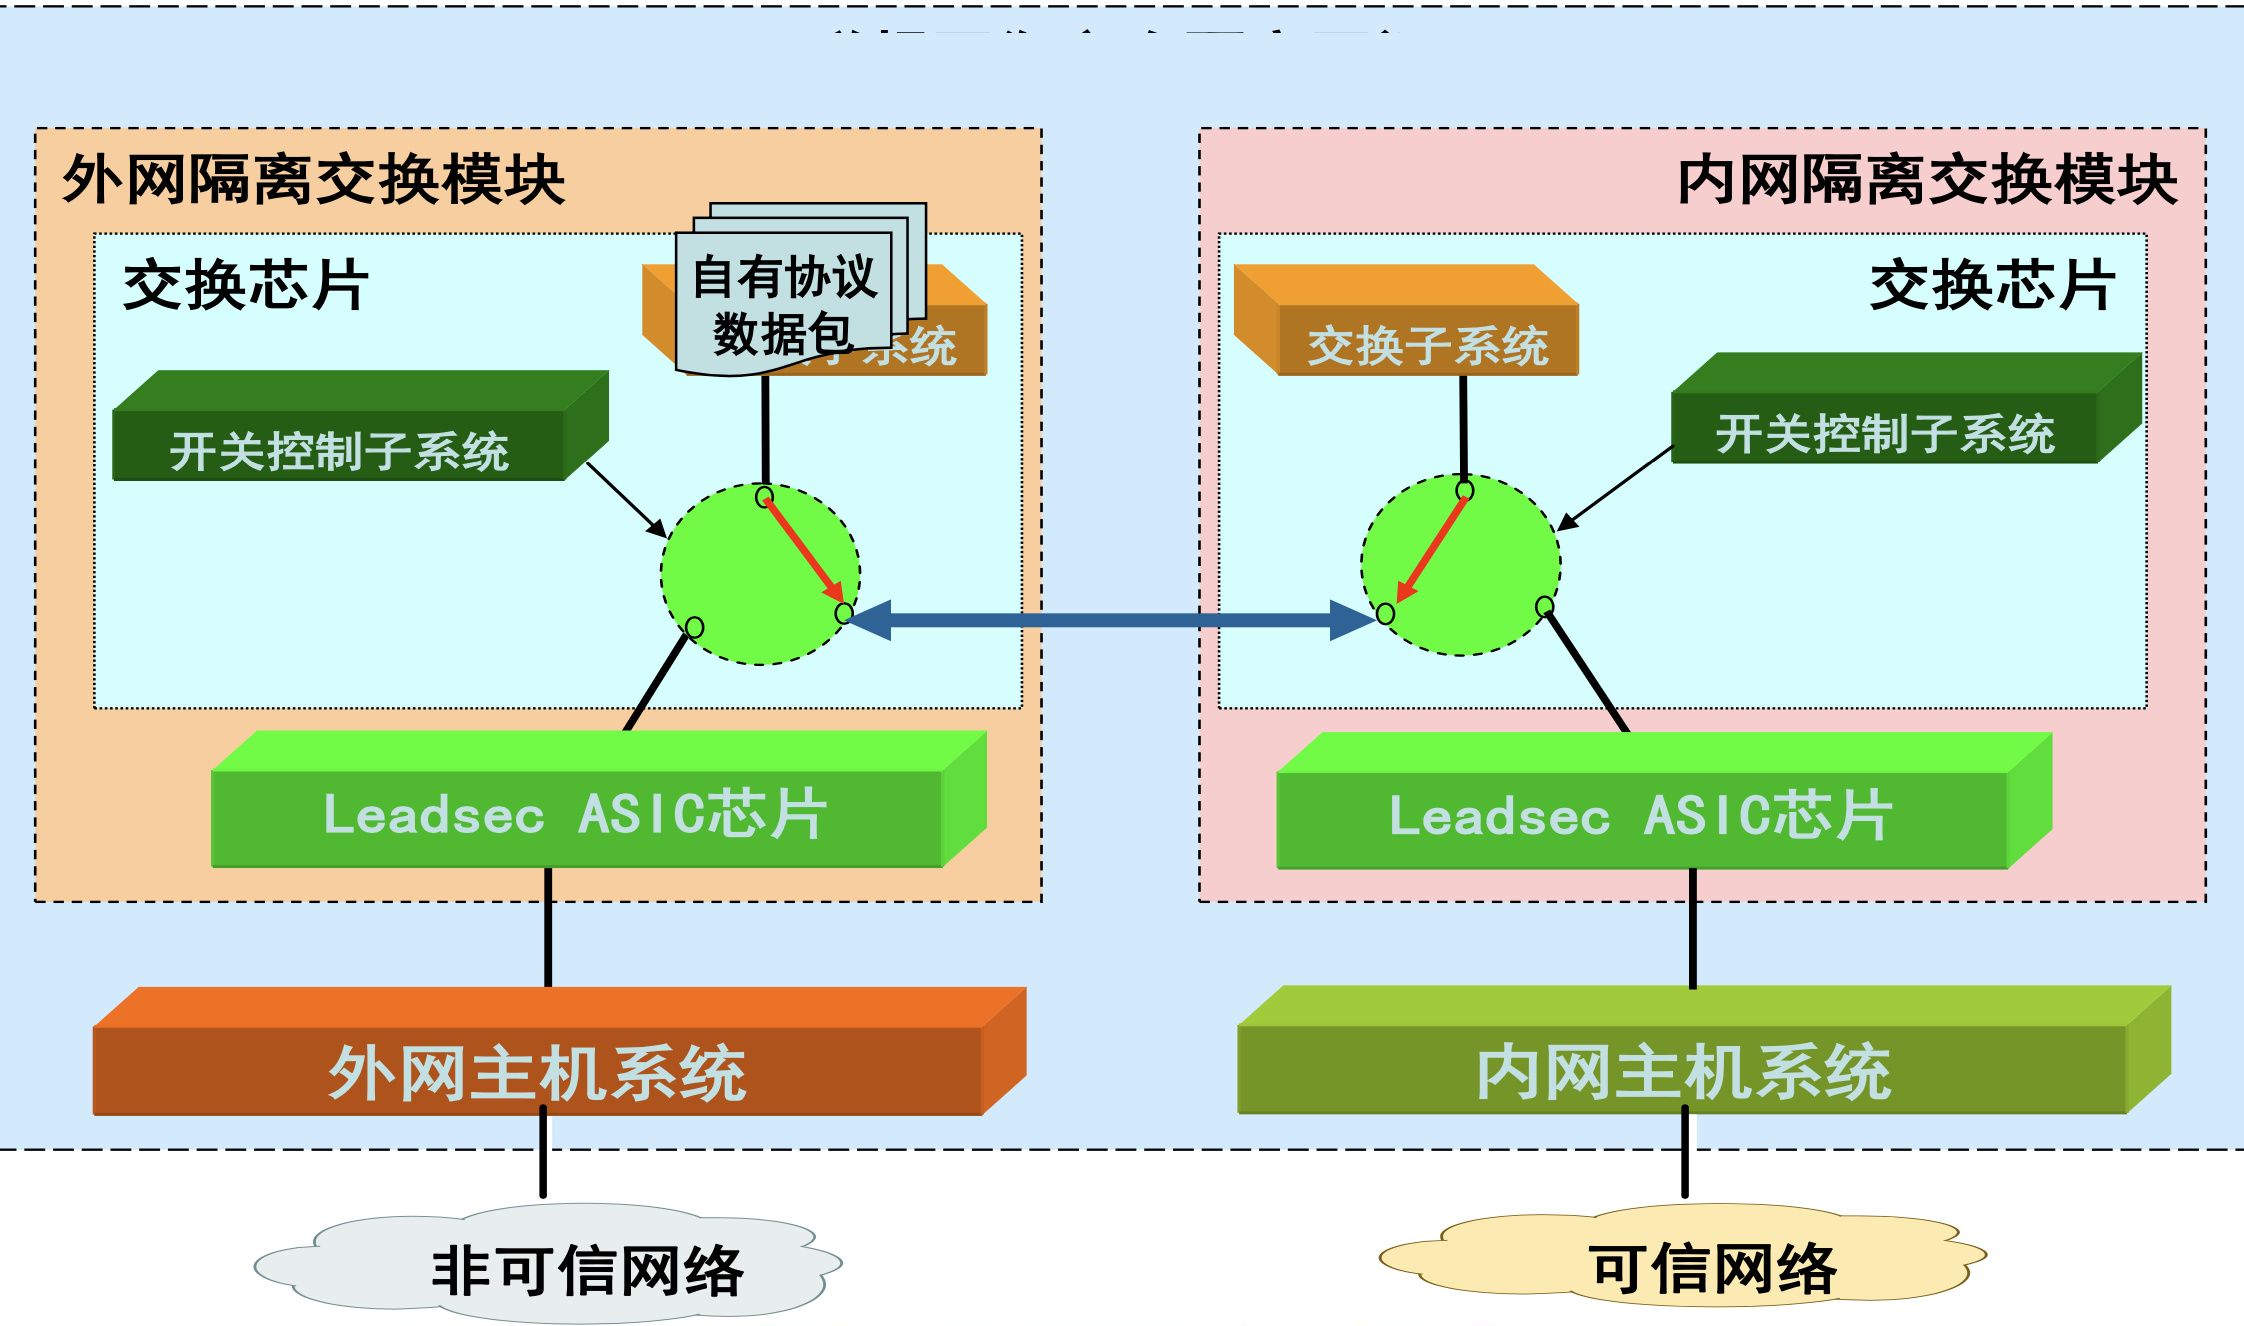 外网隔离交换模块
内网隔离交换模块
交换芯片
自有协议
数据包
子系统
交换子系统
交换芯片
开关控制子系统
开关控制子系统
Leadsec ASIC芯片
Leadsec ASIC芯片
外网主机系统
内网主机系统
非可信网络
可信网络